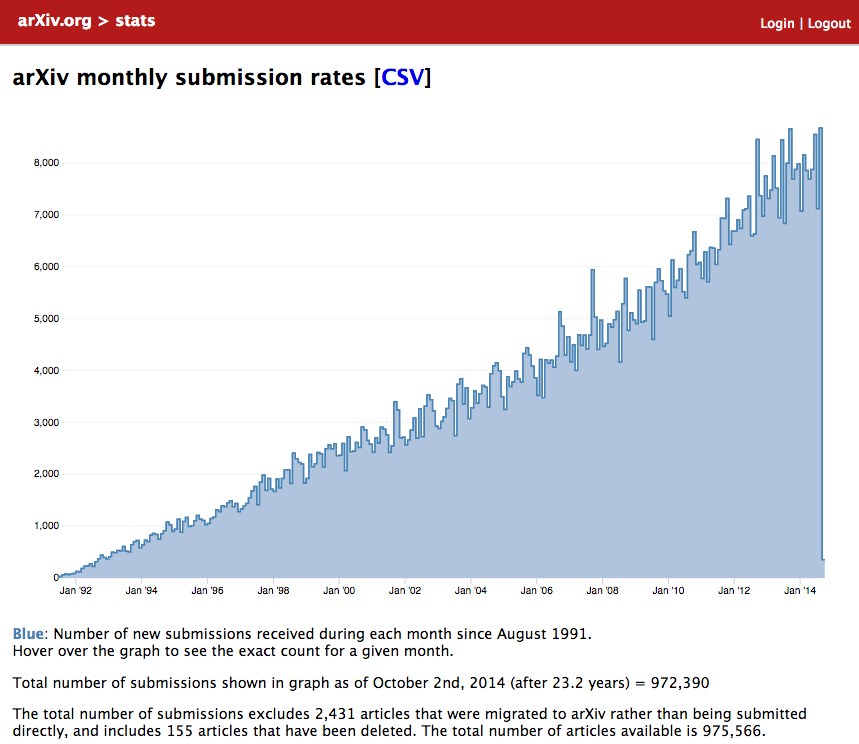 arXiv.org > stats
Login | Logout
arXiv monthly submission rates [CSV]
8,000
7,000
6,000
5,000
4,000
3,000
2,000
1,000
0
Jan '92 Jan '94 Jan '96 Jan '98 Jan '00 Jan '02 Jan '04 Jan '06 Jan '08 Jan '10 Jan '12 Jan '14
Blue: Number of new submissions received during each month since August 1991.
Hover over the graph to see the exact count for a given month.
Total number of submissions shown in graph as of October 2nd, 2014 (after 23.2 years) = 972,390
The total number of submissions excludes 2,431 articles that were migrated to arXiv rather than being submitted
directly, and includes 155 articles that have been deleted. The total number of articles available is 975,566.